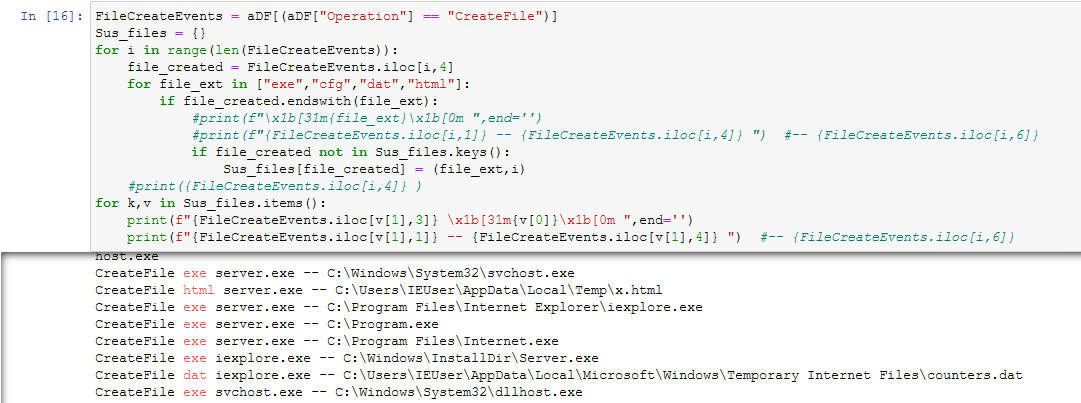 In [16]: FileCreateEvents = aDF[(aDF["Operation"] == "CreateFile")]
Sus_files = {}
for i in range(len(FileCreateEvents)):
    file_created = FileCreateEvents.iloc[i,4]
    for file_ext in ["exe","cfg","dat","html"]:
        if file_created.endswith(file_ext):
            #print(f"\x1b[31m{file_ext}\x1b[0m ",end='')
            #print(f"{FileCreateEvents.iloc[i,1]} -- {FileCreateEvents.iloc[i,4]} ")  #-- {FileCreateEvents.iloc[i,6]}
            if file_created not in Sus_files.keys():
                Sus_files[file_created] = (file_ext,i)
    #print({FileCreateEvents.iloc[i,4]} )
for k,v in Sus_files.items():
    print(f"{FileCreateEvents.iloc[v[1],3]} \x1b[31m{v[0]}\x1b[0m ",end='')
    print(f"{FileCreateEvents.iloc[v[1],1]} -- {FileCreateEvents.iloc[v[1],4]} ")  #-- {FileCreateEvents.iloc[i,6]}
host.exe
CreateFile exe server.exe -- C:\Windows\System32\svchost.exe
CreateFile html server.exe -- C:\Users\IEUser\AppData\Local\Temp\x.html
CreateFile exe server.exe -- C:\Program Files\Internet Explorer\iexplore.exe
CreateFile exe server.exe -- C:\Program.exe
CreateFile exe server.exe -- C:\Program Files\Internet.exe
CreateFile exe iexplore.exe -- C:\Windows\InstallDir\Server.exe
CreateFile dat iexplore.exe -- C:\Users\IEUser\AppData\Local\Microsoft\Windows\Temporary Internet Files\counters.dat
CreateFile exe svchost.exe -- C:\Windows\System32\dllhost.exe